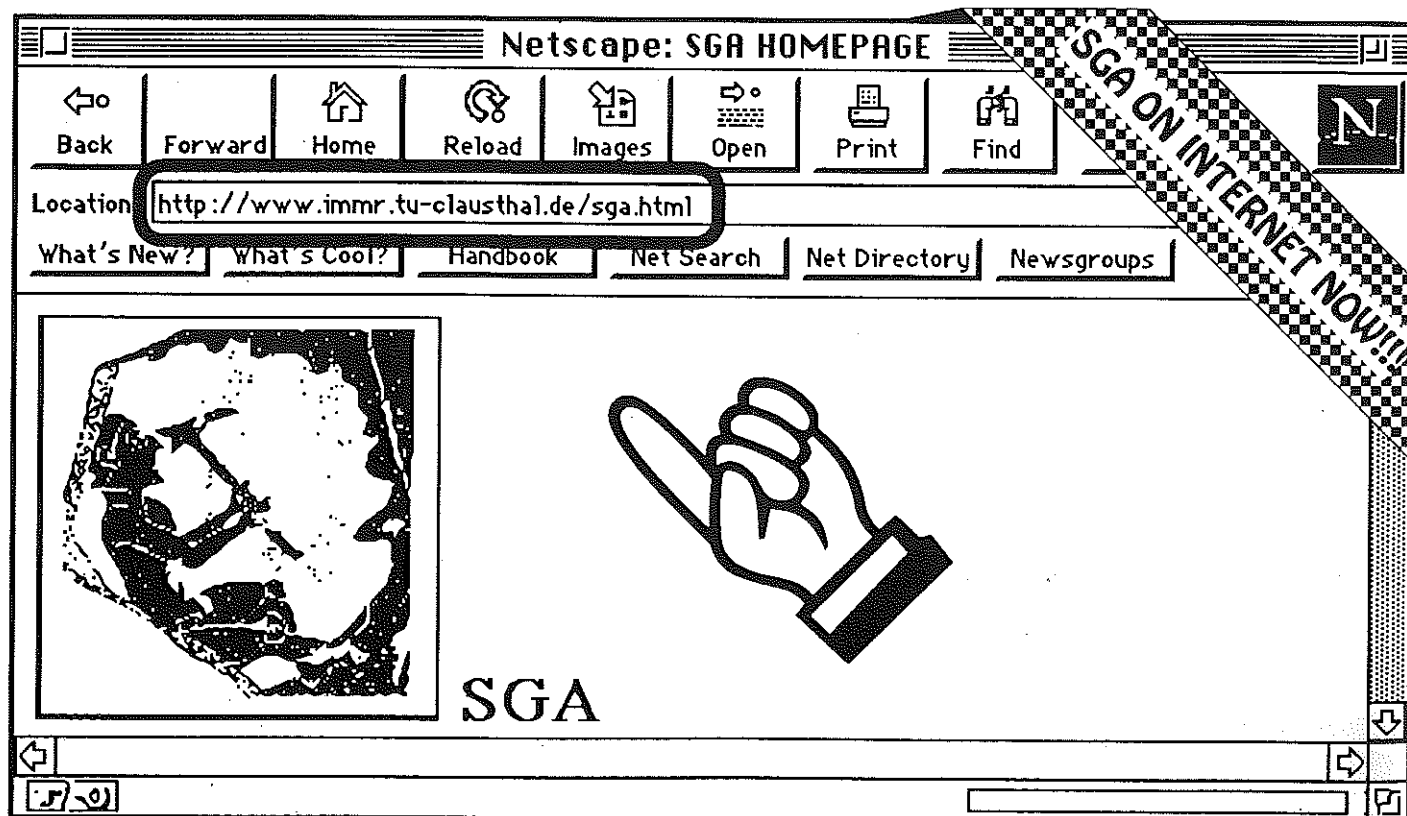 Netscape: SGA HOMEPAGE
Back Forward Home Reload Images Open Print Find
N
Location http://www.immr.tu-clausthal.de/sga.html
What's New? What's Cool? Handbook Net Search Net Directory Newsgroups
SGA ON INTERNET NOW!!!!
SGA